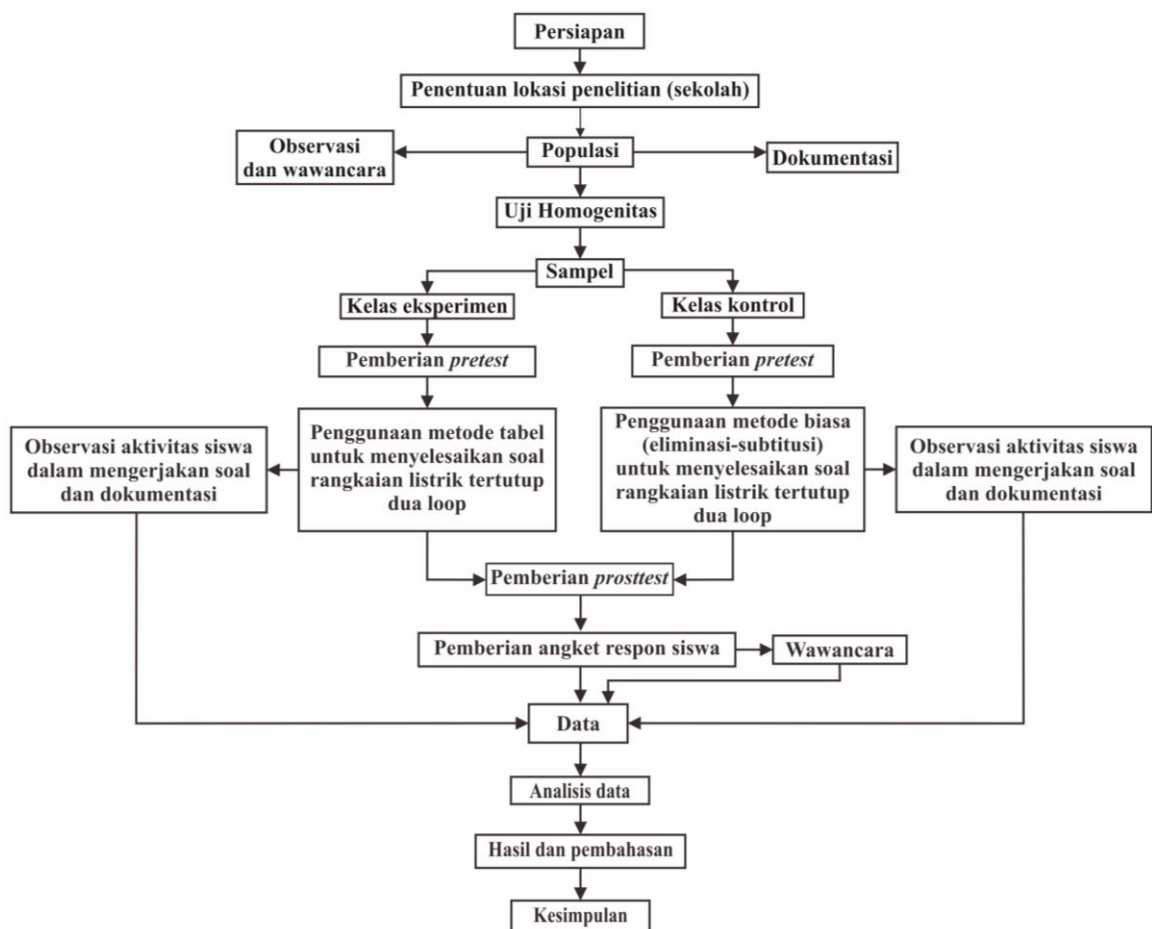 Persiapan
Penentuan lokasi penelitian (sekolah)
Observasi
dan wawancara
Populasi
Dokumentasi
Uji Homogenitas
Sampel
Kelas eksperimen
Kelas kontrol
Pemberian pretest
Pemberian pretest
Observasi aktivitas siswa
dalam mengerjakan soal
dan dokumentasi
Penggunaan metode tabel
untuk menyelesaikan soal
rangkaian listrik tertutup
dua loop
Penggunaan metode biasa
(eliminasi-subtitusi)
untuk menyelesaikan soal
rangkaian listrik tertutup
dua loop
Observasi aktivitas siswa
dalam mengerjakan soal
dan dokumentasi
Pemberian prosttest
Pemberian angket respon siswa
Wawancara
Data
Analisis data
Hasil dan pembahasan
Kesimpulan